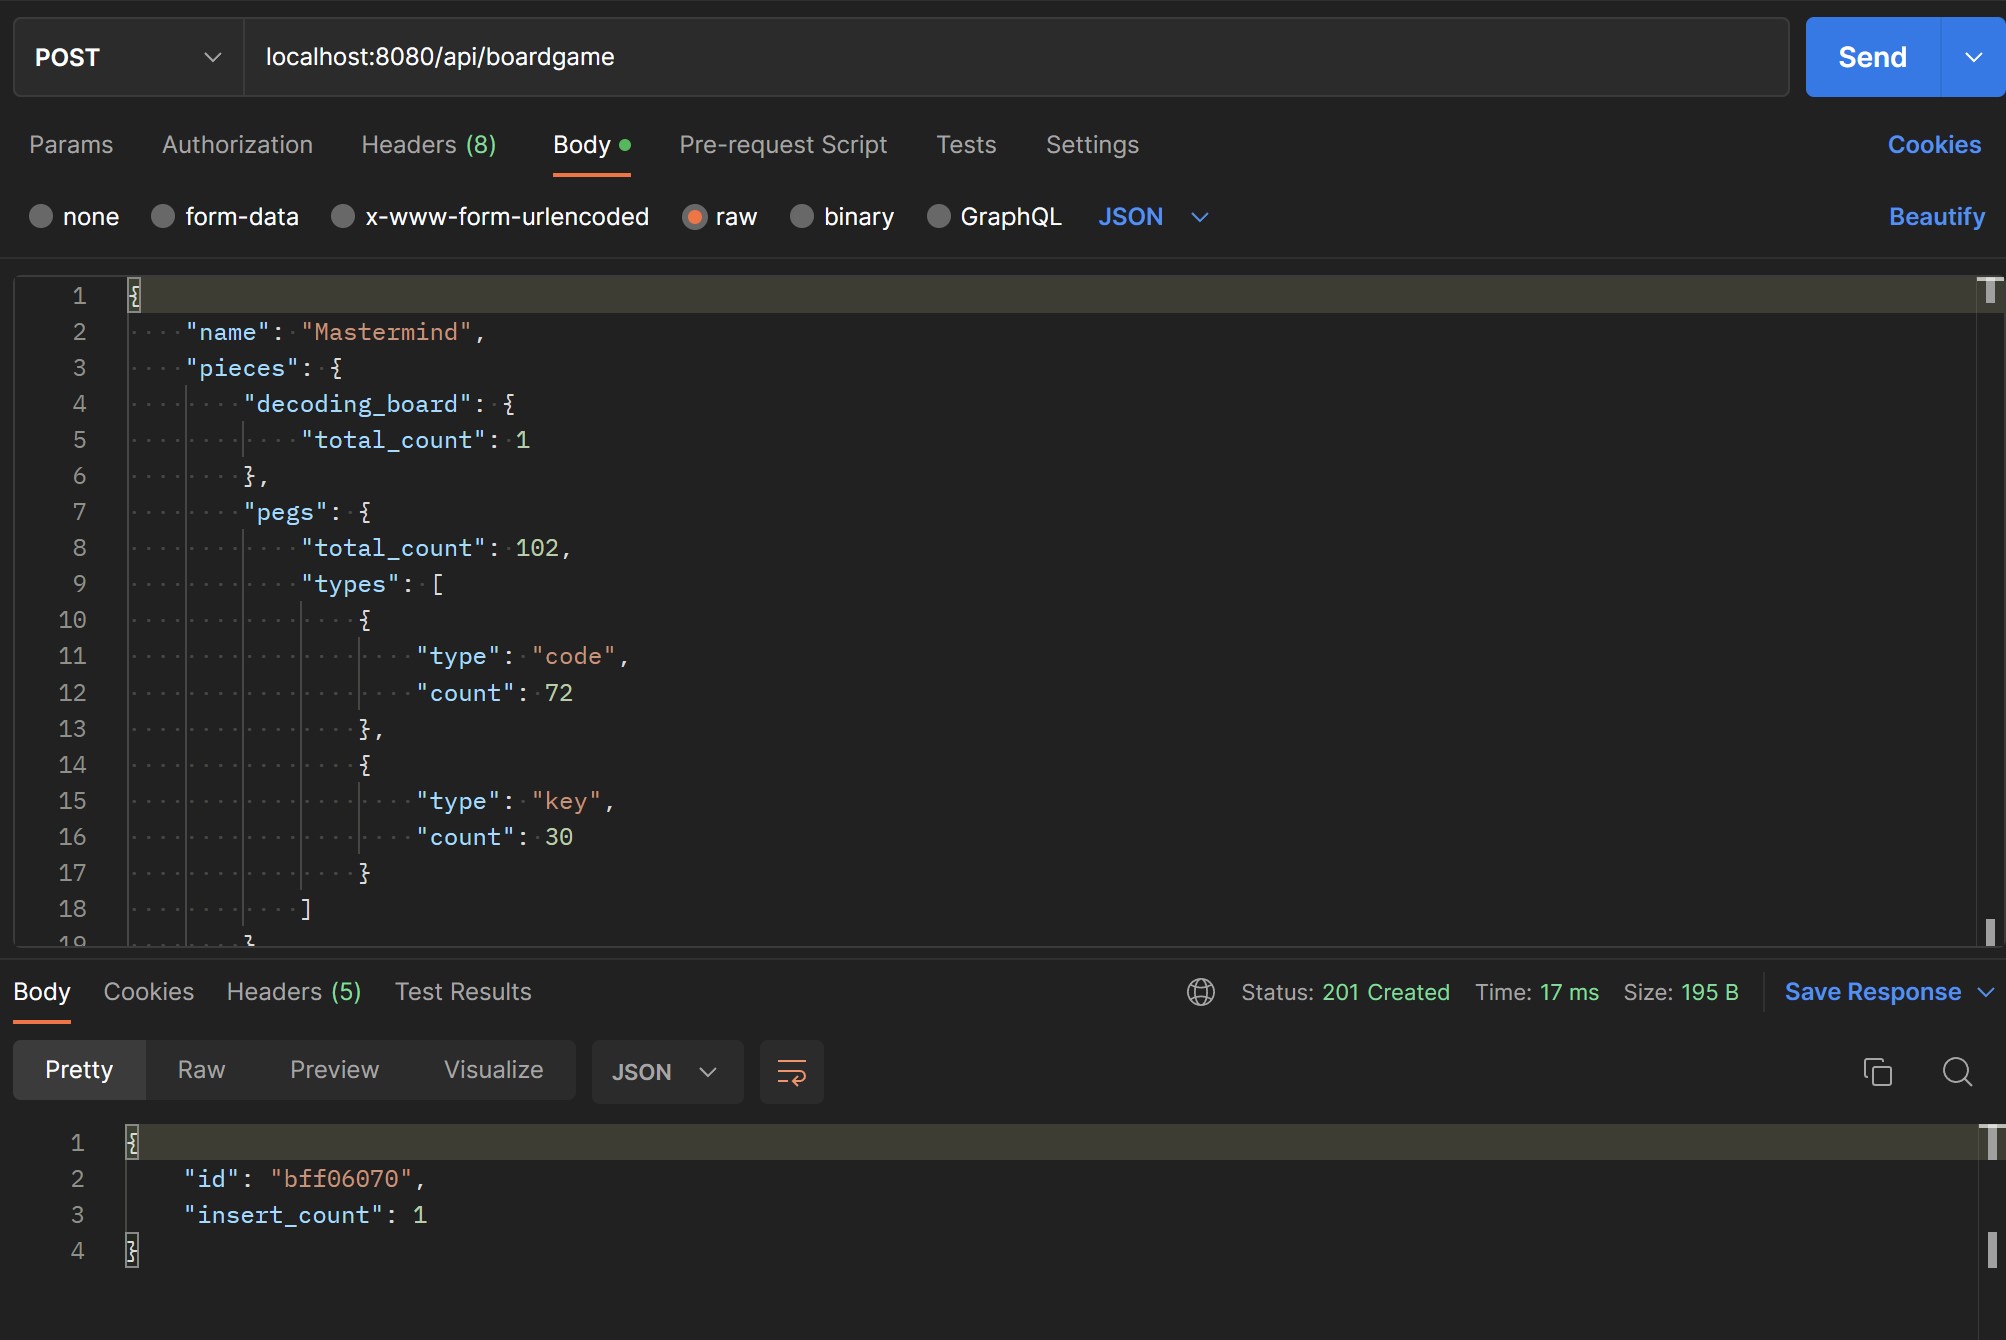 POST localhost:8080/api/boardgame Send
Params Authorization Headers (8) Body Pre-request Script Tests Settings Cookies
none form-data x-www-form-urlencoded raw binary GraphQL JSON Beautify
1 {
2 "name": "Mastermind",
3 "pieces": {
4 "decoding_board": {
5 "total_count": 1
6 },
7 "pegs": {
8 "total_count": 102,
9 "types": [
10 {
11 "type": "code",
12 "count": 72
13 },
14 {
15 "type": "key",
16 "count": 30
17 }
18 ]
19 }
Body Cookies Headers (5) Test Results Status: 201 Created Time: 17 ms Size: 195 B Save Response
Pretty Raw Preview Visualize JSON
1 {
2 "id": "bff06070",
3 "insert_count": 1
4 }